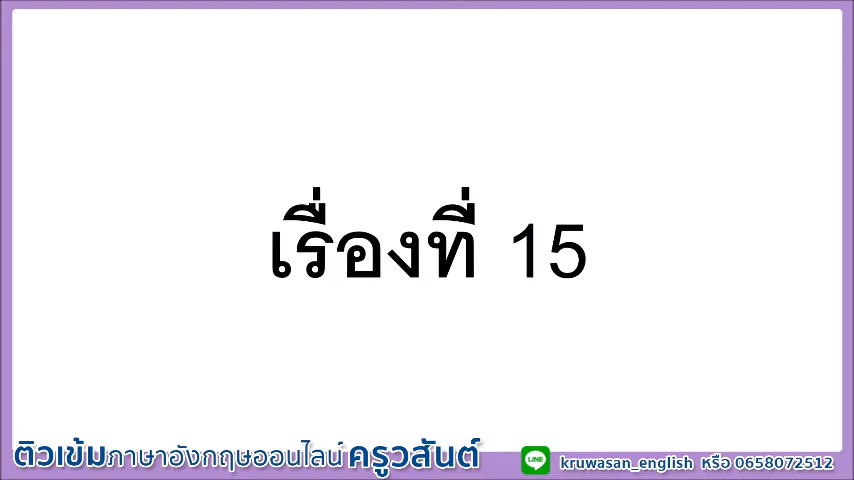 เรื่องที่ 15
ติวเข้มภาษาอังกฤษออนไลน์ ครูวสันต์
LINE kruwasan_english หรือ 0658072512